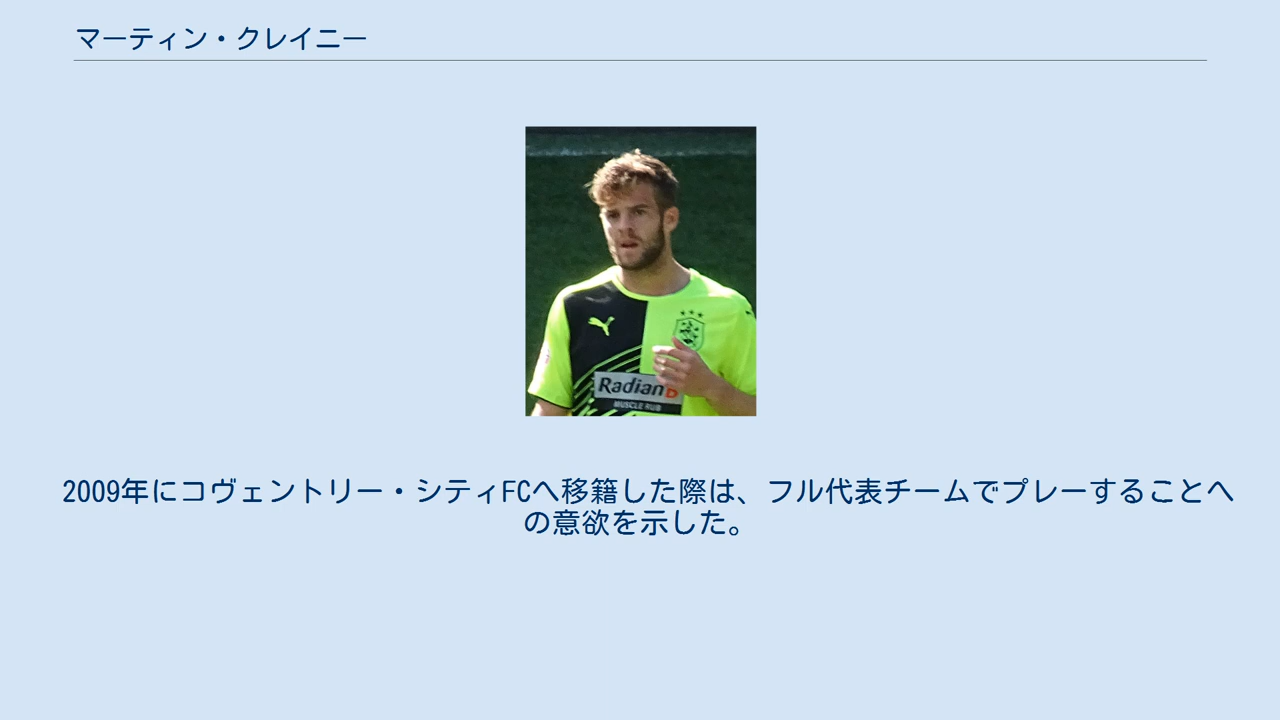 マーティン・クレイニー
Radian B
MUSCLE RUB
2009年にコヴェントリー・シティFCへ移籍した際は、フル代表チームでプレーすることへ
の意欲を示した。